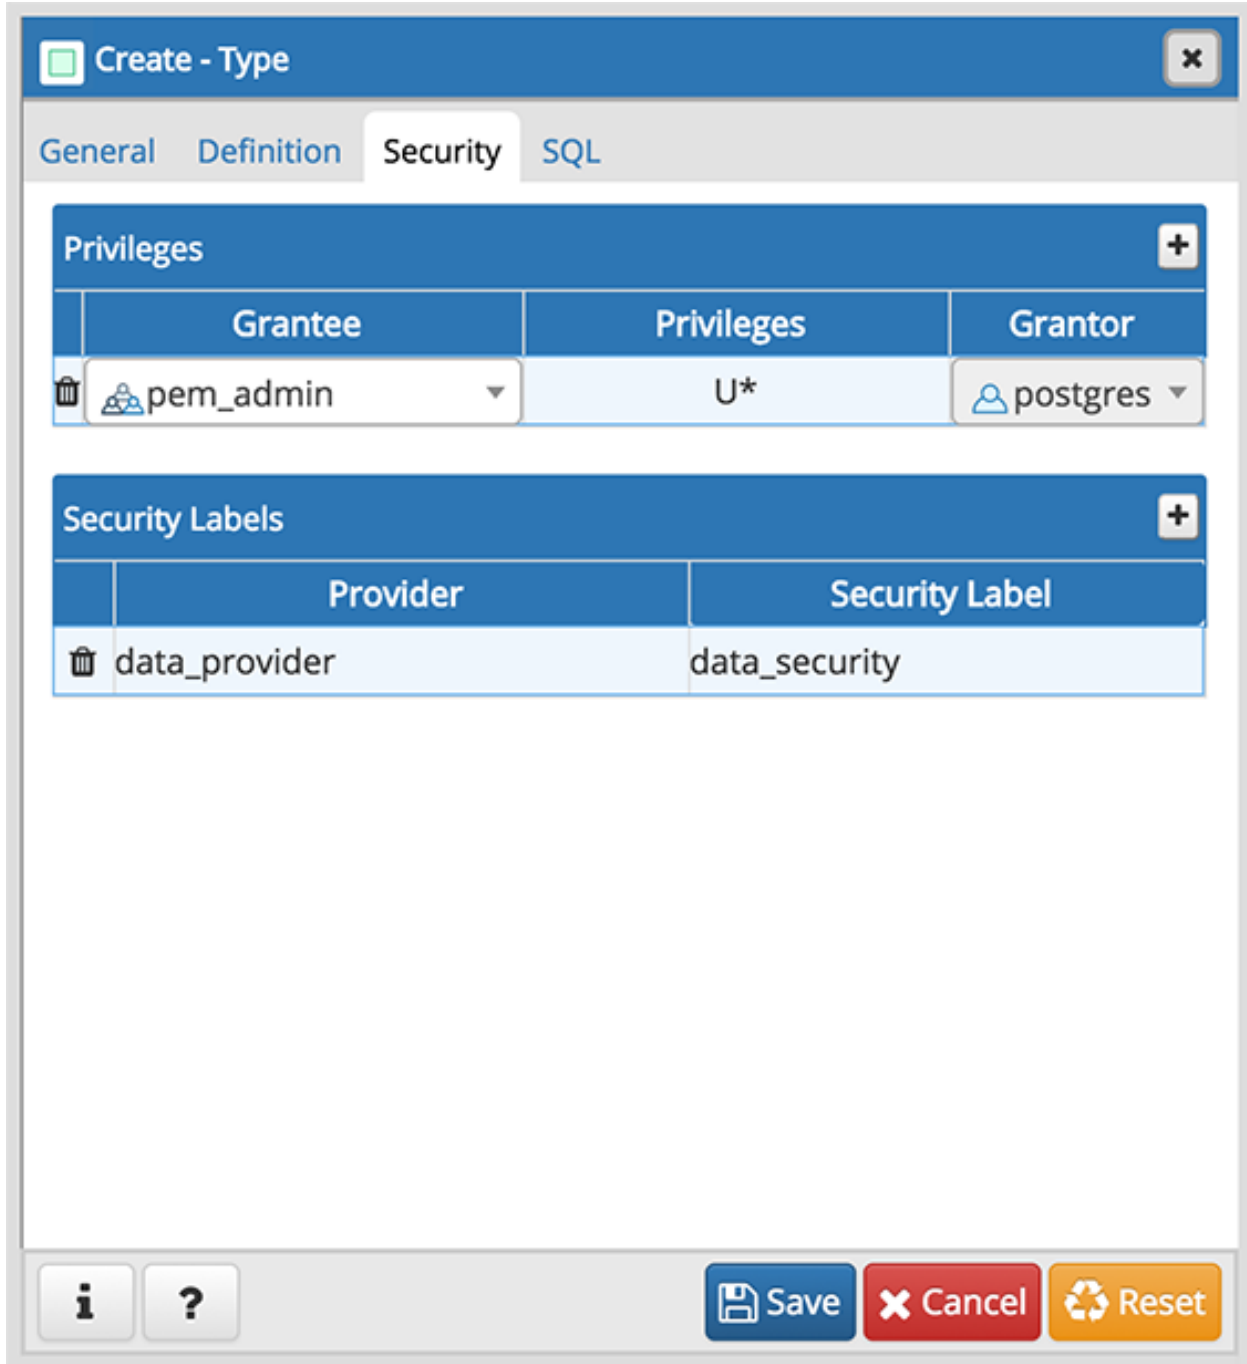 Create - Type
General Definition Security SQL
Privileges
Grantee Privileges Grantor
pem_admin U* postgres
Security Labels
Provider Security Label
data_provider data_security
i ? Save Cancel Reset